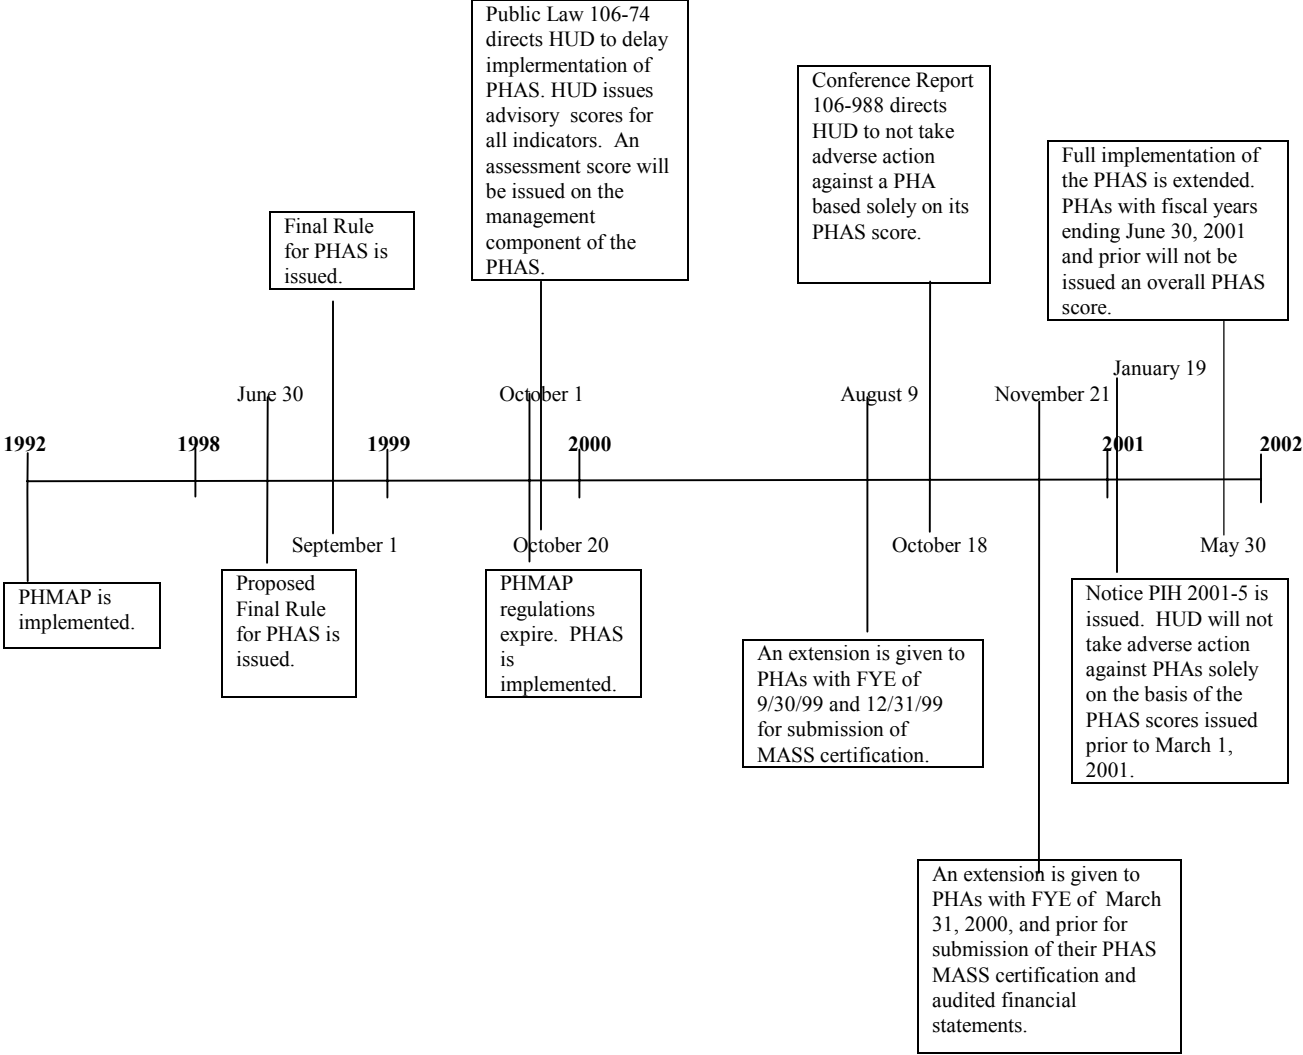 Public Law 106-74
directs HUD to delay
implermentation of
PHAS. HUD issues
advisory scores for
all indicators. An
assessment score will
be issued on the
management
component of the
PHAS.
Conference Report
106-988 directs
HUD to not take
adverse action
against a PHA
based solely on its
PHAS score.
Full implementation of
the PHAS is extended.
PHAs with fiscal years
ending June 30, 2001
and prior will not be
issued an overall PHAS
score.
Final Rule
for PHAS is
issued.
January 19
June 30
October 1
August 9
November 21
1992
1998
1999
2000
2001
2002
September 1
October 20
October 18
May 30
PHMAP is
implemented.
Proposed
Final Rule
for PHAS is
issued.
PHMAP
regulations
expire. PHAS
is
implemented.
An extension is given to
PHAs with FYE of
9/30/99 and 12/31/99
for submission of
MASS certification.
Notice PIH 2001-5 is
issued. HUD will not
take adverse action
against PHAs solely
on the basis of the
PHAS scores issued
prior to March 1,
2001.
An extension is given to
PHAs with FYE of March
31, 2000, and prior for
submission of their PHAS
MASS certification and
audited financial
statements.